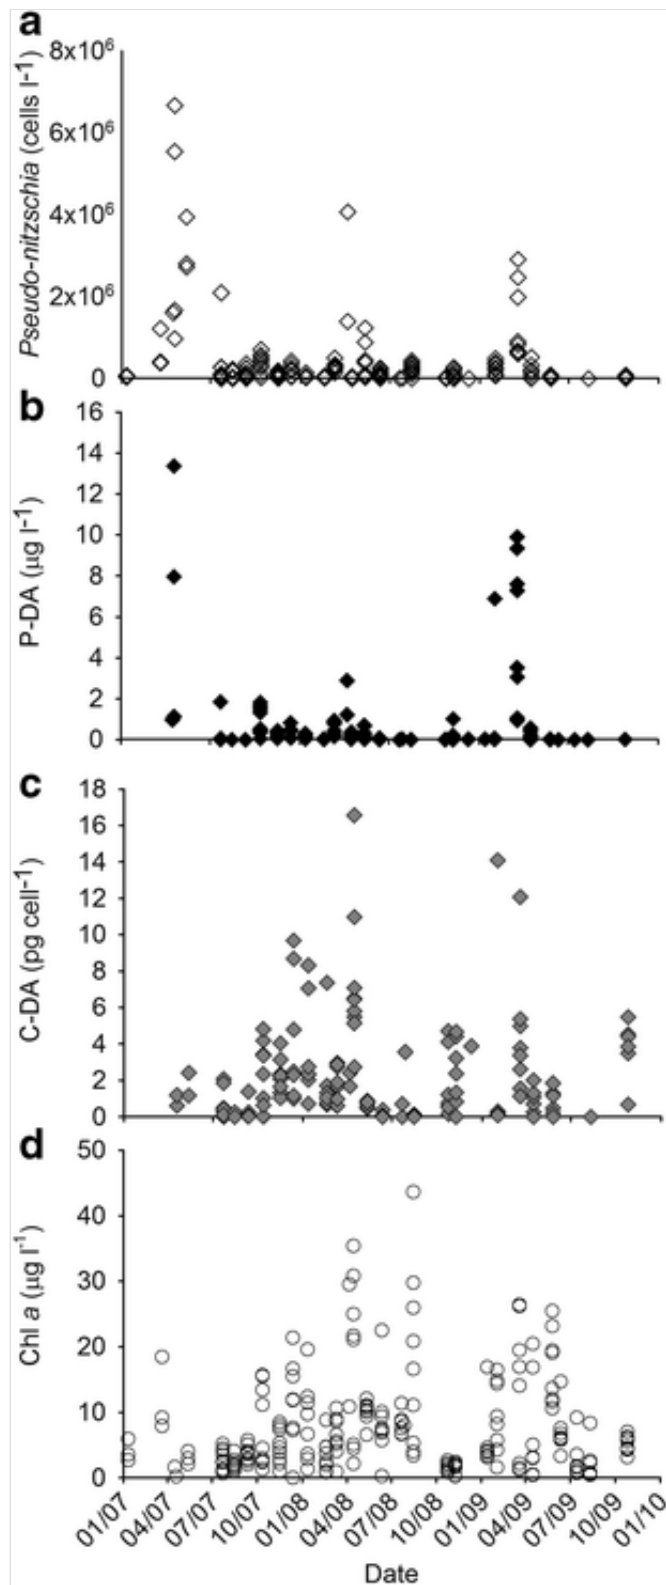 a
Pseudo-nitzschia (cells l-1)
8x10⁶
6x10⁶
4x10⁶
2x10⁶
0
b
P-DA (µg l-1)
16
14
12
10
8
6
4
2
0
c
C-DA (pg cell-1)
18
16
14
12
10
8
6
4
2
0
d
Chl a (µg l-1)
50
40
30
20
10
0
01/07 04/07 07/07 10/07 01/08 04/08 07/08 10/08 01/09 04/09 07/09 10/09 01/10
Date